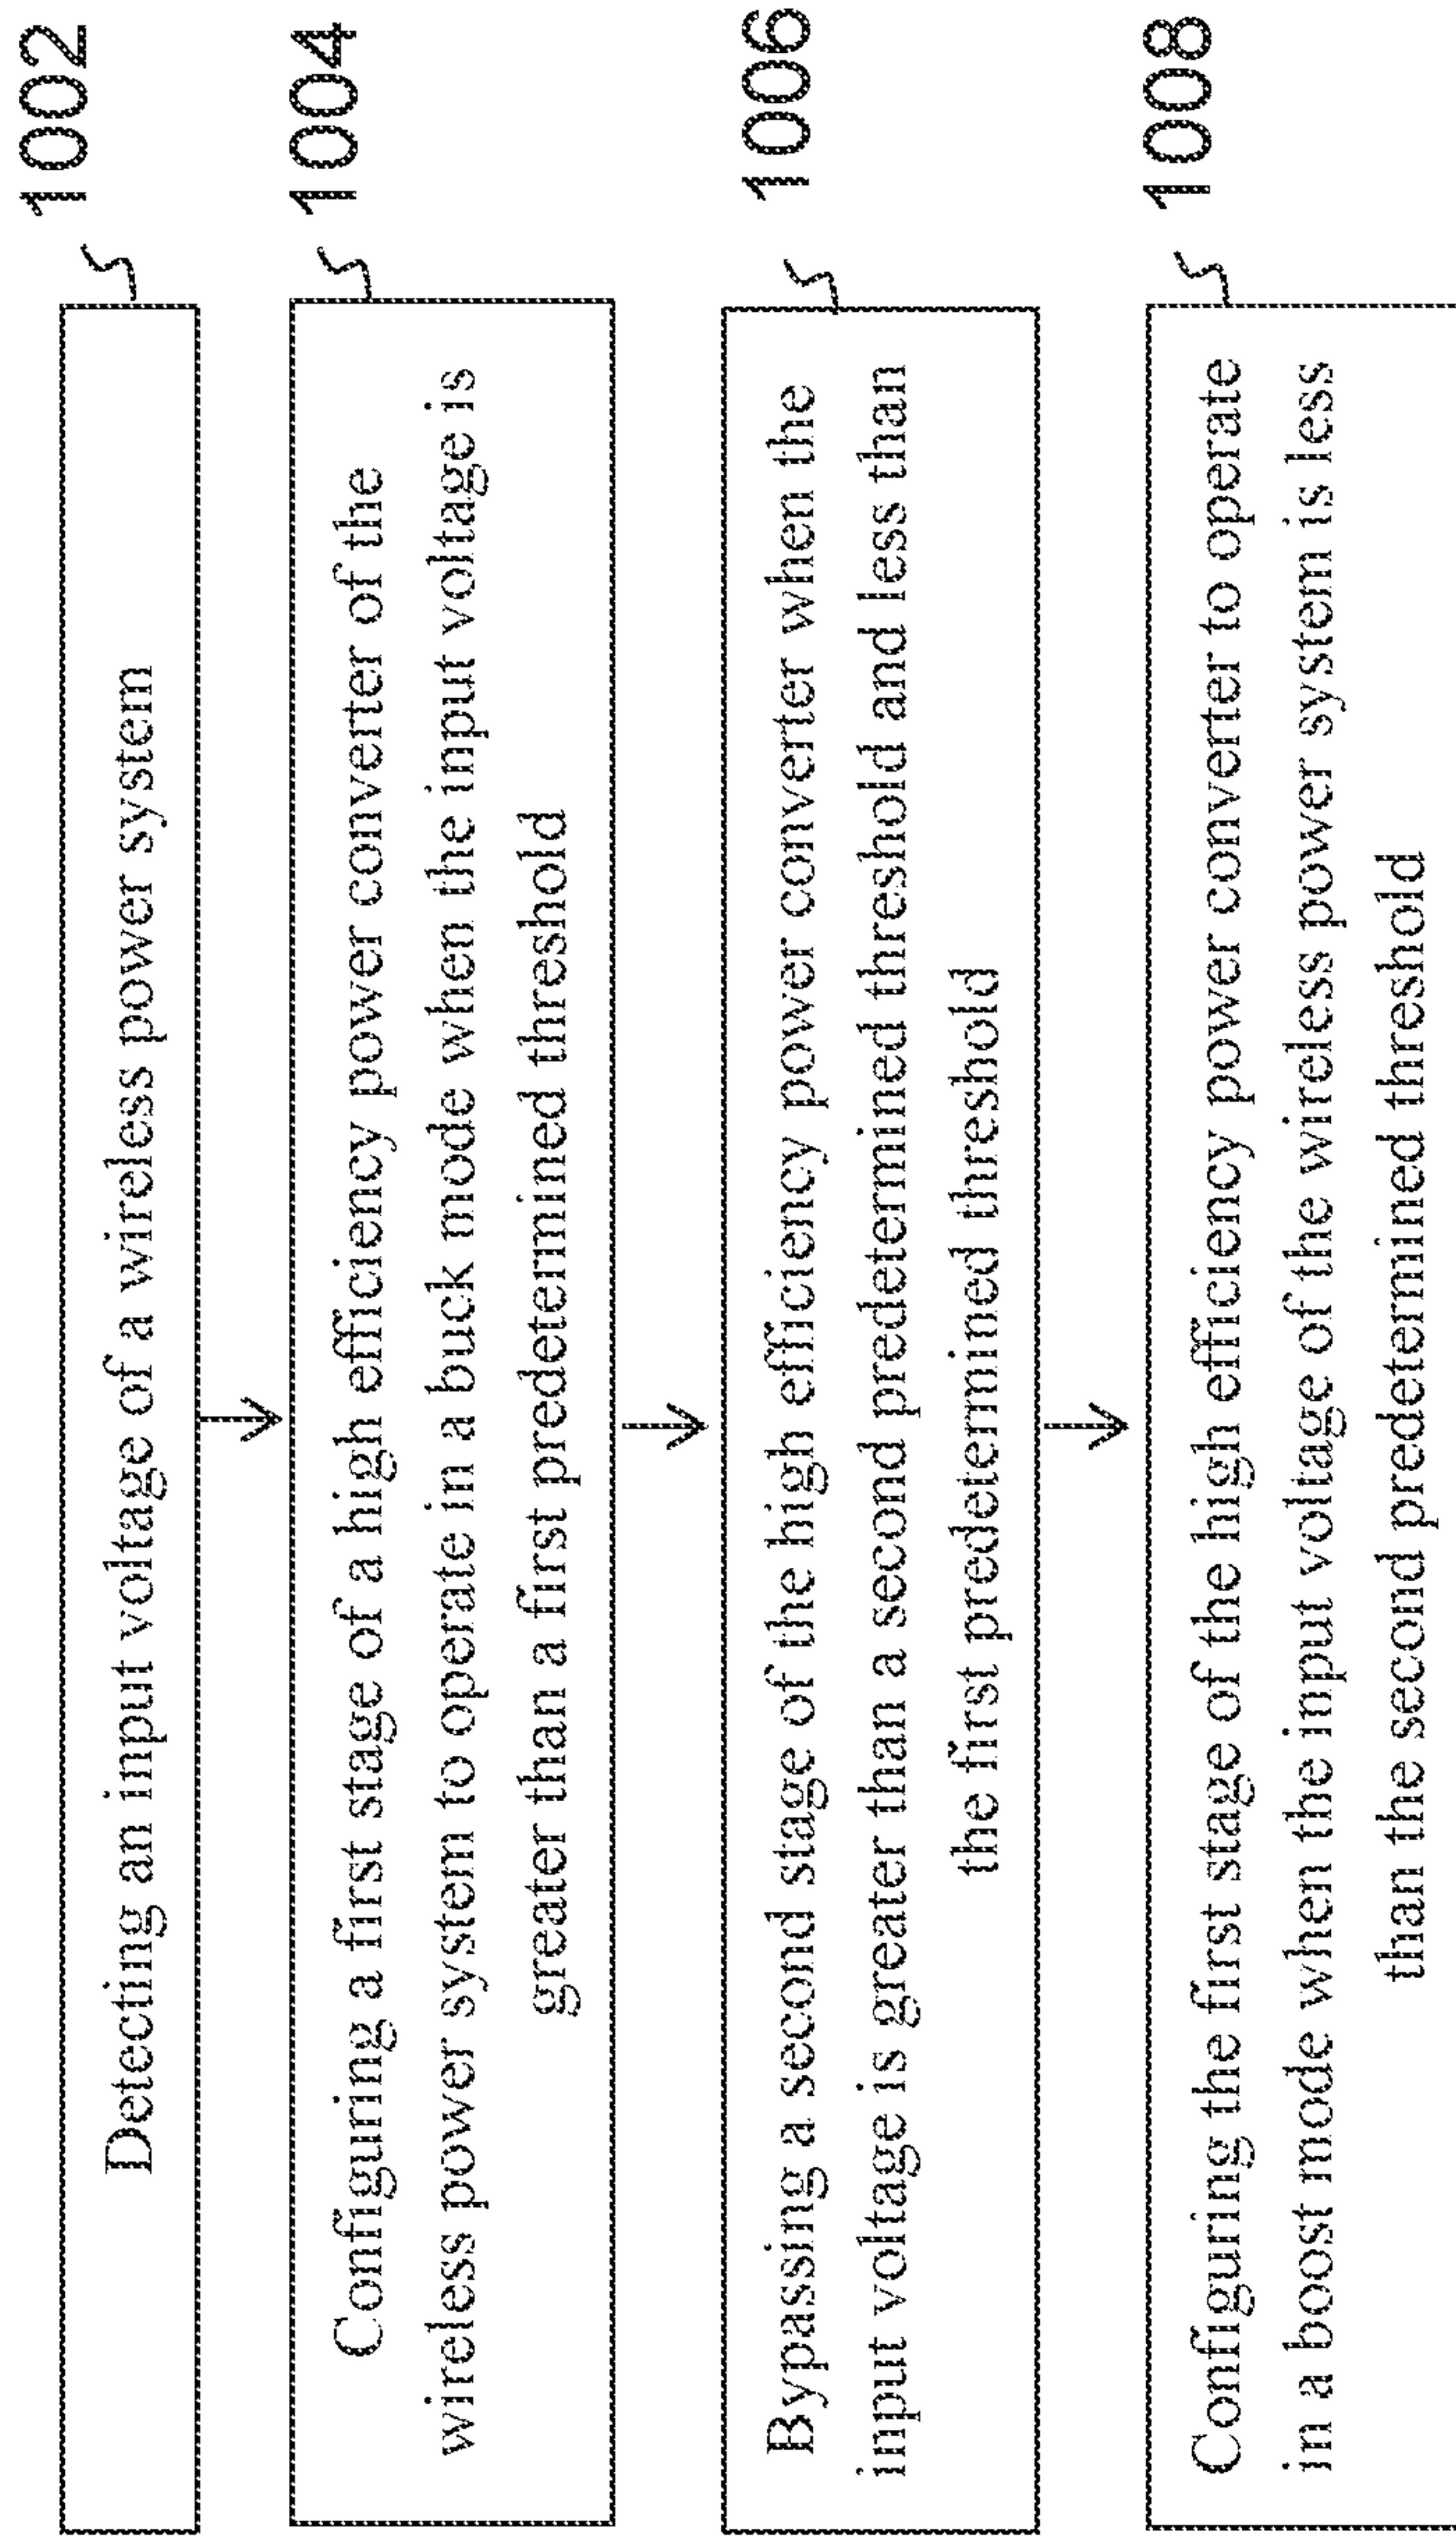 1002
Detecting an input voltage of a wireless power system
1004
Configuring a first stage of a high efficiency power converter of the
wireless power system to operate in a buck mode when the input voltage is
greater than a first predetermined threshold
1006
Bypassing a second stage of the high efficiency power converter when the
input voltage is greater than a second predetermined threshold and less than
the first predetermined threshold
1008
Configuring the first stage of the high efficiency power converter to operate
in a boost mode when the input voltage of the wireless power system is less
than the second predetermined threshold